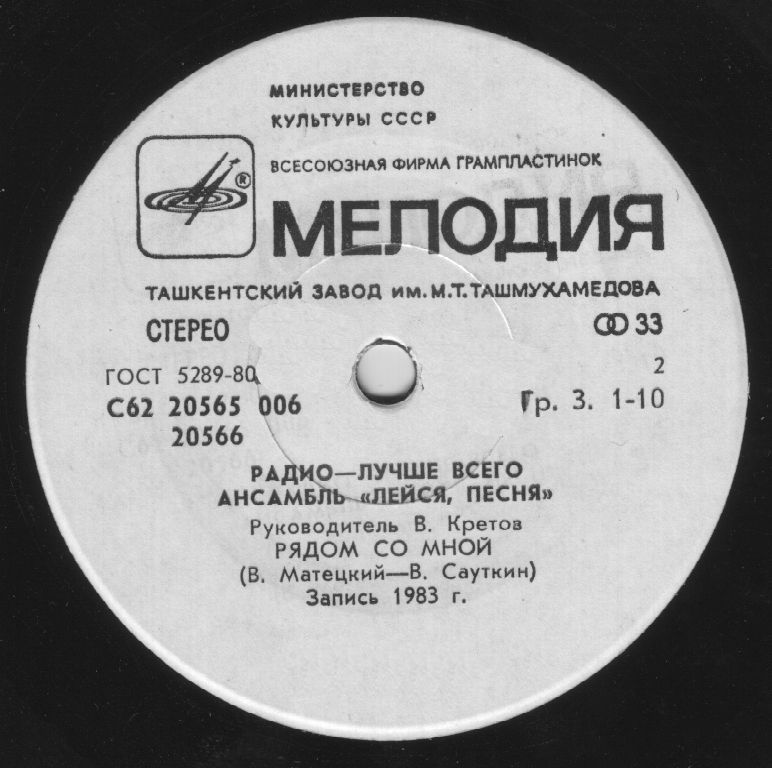 МИНИСТЕРСТВО
КУЛЬТУРЫ СССР
ВСЕСОЮЗНАЯ ФИРМА ГРАМПЛАСТИНОК
®
МЕЛОДИЯ
ТАШКЕНТСКИЙ ЗАВОД ИМ. М.Т. ТАШМУХАМЕДОВА
СТЕРЕО
33
ГОСТ 5289-80
2
С62 20565 006
Гр. 3. 1-10
20566
РАДИО—ЛУЧШЕ ВСЕГО
АНСАМБЛЬ «ЛЕЙСЯ, ПЕСНЯ»
Руководитель В. Кретов
РЯДОМ СО МНОЙ
(В. Матецкий—В. Сауткин)
Запись 1983 г.